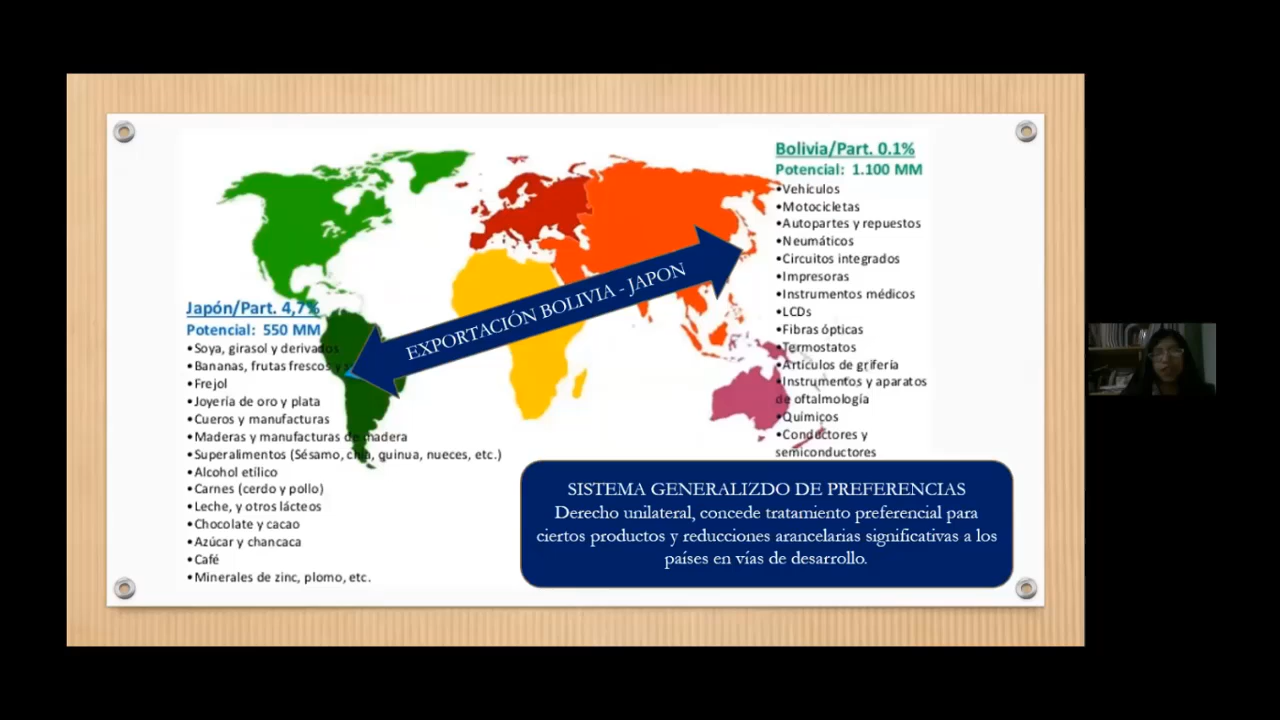 Bolivia/Part. 0.1%
Potencial: 1.100 MM
•Vehículos
•Motocicletas
•Autopartes y repuestos
•Neumáticos
•Circuitos integrados
•Impresoras
•Instrumentos médicos
•LCDs
•Fibras ópticas
•Termostatos
•Artículos de grifería
•Instrumentos y aparatos
de oftalmología
•Químicos
•Conductores y
semiconductores
EXPORTACIÓN BOLIVIA - JAPON
Japón/Part. 4,7%
Potencial: 550 MM
•Soya, girasol y derivados
•Bananas, frutas frescos y
•Frejol
•Joyería de oro y plata
•Cueros y manufacturas
•Maderas y manufacturas de madera
•Superalimentos (Sésamo, chía, quinua, nueces, etc.)
•Alcohol etílico
•Carnes (cerdo y pollo)
•Leche, y otros lácteos
•Chocolate y cacao
•Azúcar y chancaca
•Café
•Minerales de zinc, plomo, etc.
SISTEMA GENERALIZDO DE PREFERENCIAS
Derecho unilateral, concede tratamiento preferencial para
ciertos productos y reducciones arancelarias significativas a los
países en vías de desarrollo.